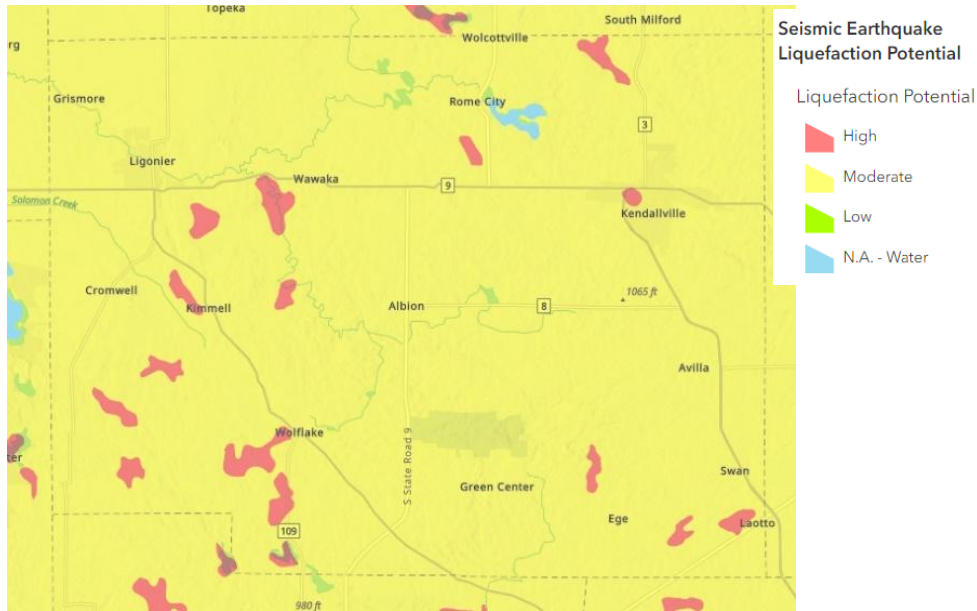 Topeka
South Milford
Wolcottville
rg
Grismore
Rome City
3
Ligonier
Wawaka
9
Solomon Creek
Kendallville
Cromwell
Kimmell
Albion
8
1065 ft
Avilla
Wolflake
ter
S State Road 9
Swan
Green Center
Ege
Laotto
109
980 ft
Seismic Earthquake
Liquefaction Potential
Liquefaction Potential
High
Moderate
Low
N.A. - Water